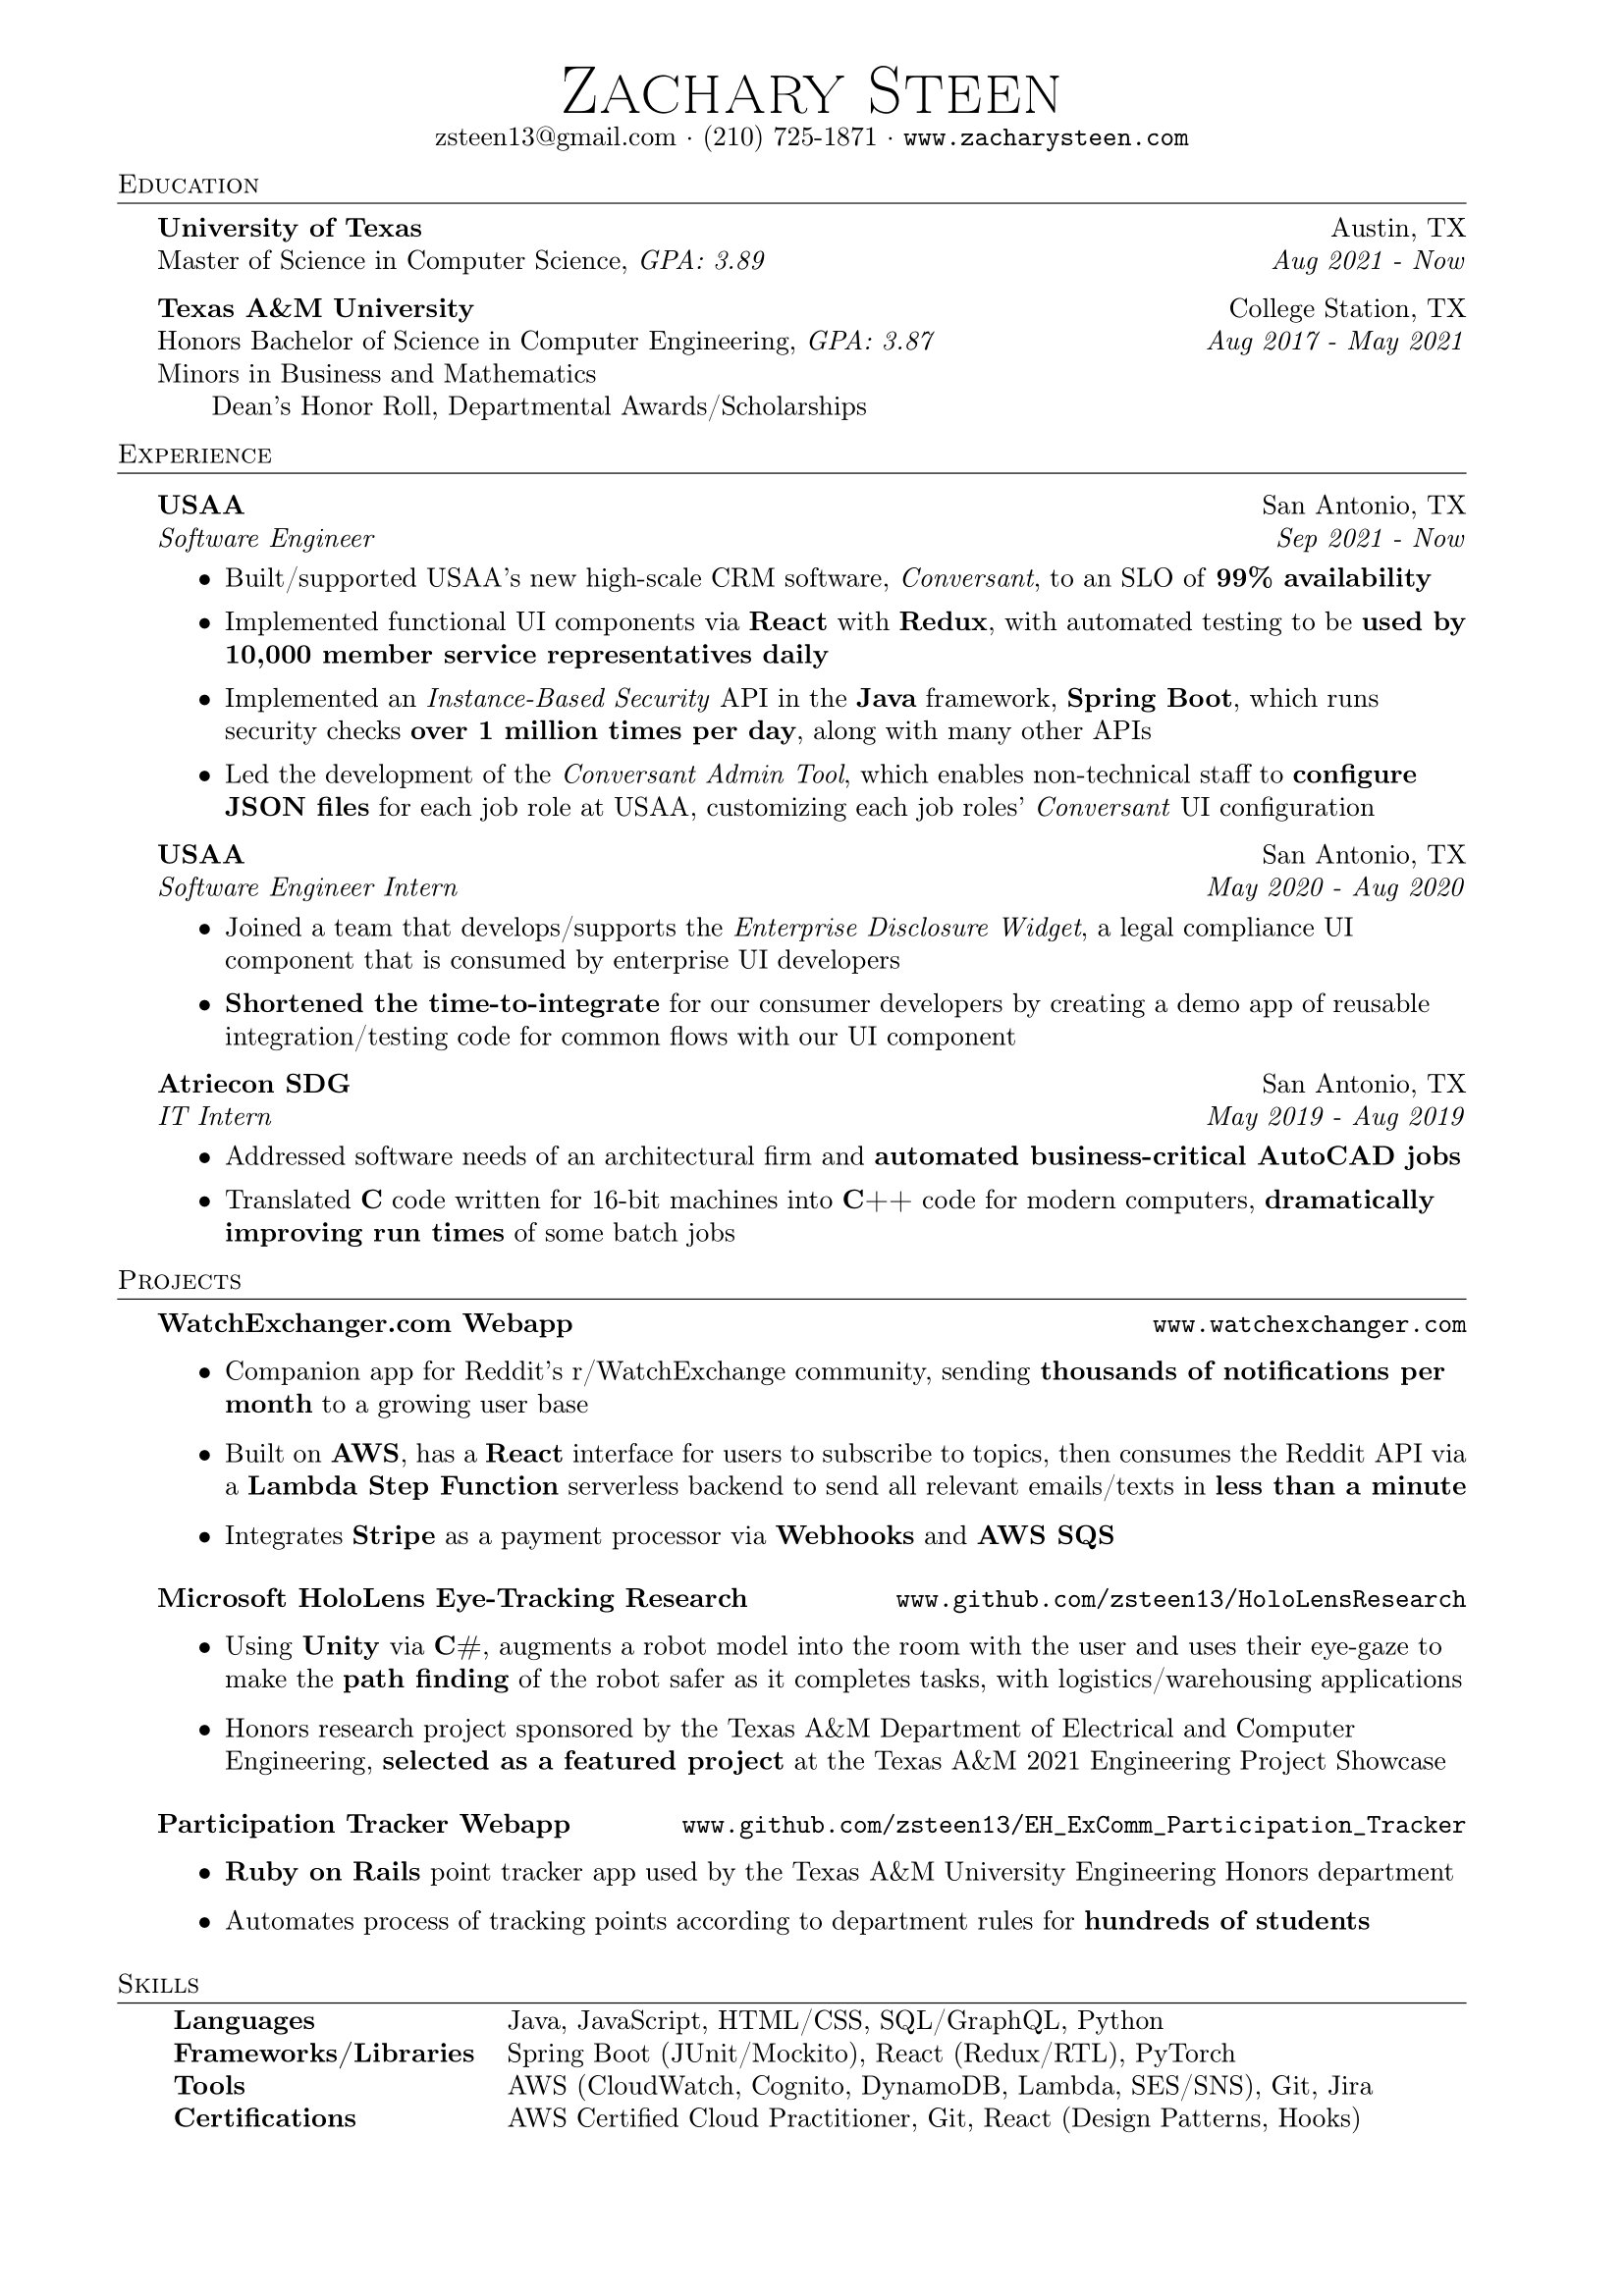 Zachary Steen
zsteen13@gmail.com · (210) 725-1871 · www.zacharysteen.com
Education
University of Texas Austin, TX
Master of Science in Computer Science, GPA: 3.89 Aug 2021 - Now
Texas A&M University College Station, TX
Honors Bachelor of Science in Computer Engineering, GPA: 3.87 Aug 2017 - May 2021
Minors in Business and Mathematics
Dean's Honor Roll, Departmental Awards/Scholarships
Experience
USAA San Antonio, TX
Software Engineer Sep 2021 - Now
• Built/supported USAA's new high-scale CRM software, Conversant, to an SLO of 99% availability
• Implemented functional UI components via React with Redux, with automated testing to be used by
10,000 member service representatives daily
• Implemented an Instance-Based Security API in the Java framework, Spring Boot, which runs
security checks over 1 million times per day, along with many other APIs
• Led the development of the Conversant Admin Tool, which enables non-technical staff to configure
JSON files for each job role at USAA, customizing each job roles' Conversant UI configuration
USAA San Antonio, TX
Software Engineer Intern May 2020 - Aug 2020
• Joined a team that develops/supports the Enterprise Disclosure Widget, a legal compliance UI
component that is consumed by enterprise UI developers
• Shortened the time-to-integrate for our consumer developers by creating a demo app of reusable
integration/testing code for common flows with our UI component
Atriecon SDG San Antonio, TX
IT Intern May 2019 - Aug 2019
• Addressed software needs of an architectural firm and automated business-critical AutoCAD jobs
• Translated C code written for 16-bit machines into C++ code for modern computers, dramatically
improving run times of some batch jobs
Projects
WatchExchanger.com Webapp www.watchexchanger.com
• Companion app for Reddit's r/WatchExchange community, sending thousands of notifications per
month to a growing user base
• Built on AWS, has a React interface for users to subscribe to topics, then consumes the Reddit API via
a Lambda Step Function serverless backend to send all relevant emails/texts in less than a minute
• Integrates Stripe as a payment processor via Webhooks and AWS SQS
Microsoft HoloLens Eye-Tracking Research www.github.com/zsteen13/HoloLensResearch
• Using Unity via C#, augments a robot model into the room with the user and uses their eye-gaze to
make the path finding of the robot safer as it completes tasks, with logistics/warehousing applications
• Honors research project sponsored by the Texas A&M Department of Electrical and Computer
Engineering, selected as a featured project at the Texas A&M 2021 Engineering Project Showcase
Participation Tracker Webapp www.github.com/zsteen13/EH_ExComm_Participation_Tracker
• Ruby on Rails point tracker app used by the Texas A&M University Engineering Honors department
• Automates process of tracking points according to department rules for hundreds of students
Skills
Languages Java, JavaScript, HTML/CSS, SQL/GraphQL, Python
Frameworks/Libraries Spring Boot (JUnit/Mockito), React (Redux/RTL), PyTorch
Tools AWS (CloudWatch, Cognito, DynamoDB, Lambda, SES/SNS), Git, Jira
Certifications AWS Certified Cloud Practitioner, Git, React (Design Patterns, Hooks)